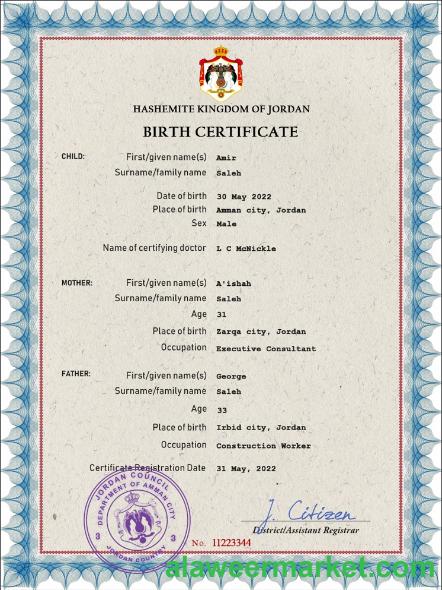 HASHEMITE KINGDOM OF JORDAN
BIRTH CERTIFICATE
CHILD: First/given name(s) Amir
Surname/family name Saleh
Date of birth 30 May 2022
Place of birth Amman city, Jordan
Sex Male
Name of certifying doctor L C McNickle
MOTHER: First/given name(s) A'ishah
Surname/family name Saleh
Age 31
Place of birth Zarqa city, Jordan
Occupation Executive Consultant
FATHER: First/given name(s) George
Surname/family name Saleh
Age 33
Place of birth Irbid city, Jordan
Occupation Construction Worker
Certificate Registration Date 31 May, 2022
JORDAN COUNCIL
DEPARTMENT OF AMMAN CITY
3 3
JORDAN COUNTRY
J. Citizen
District/Assistant Registrar
No. 11223344
alaweermarket.com